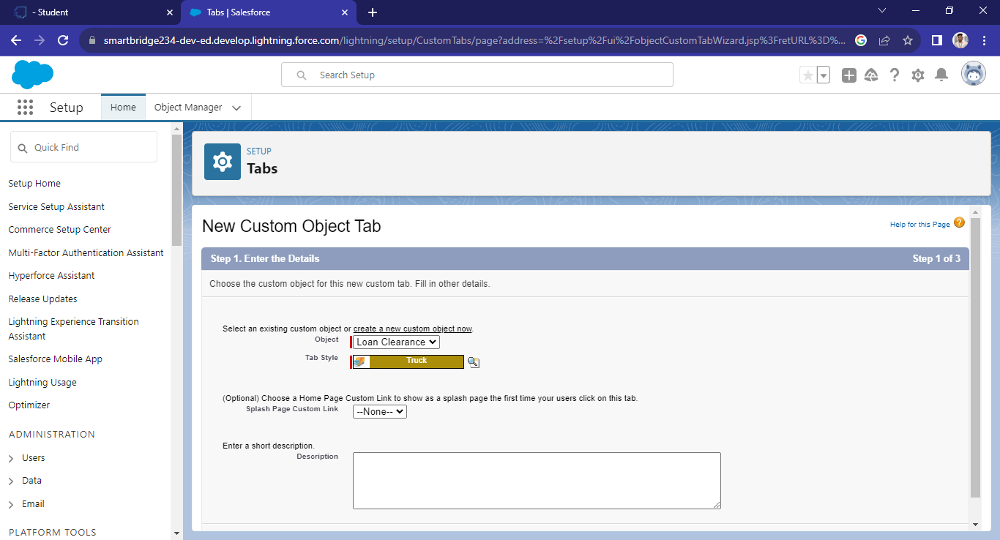 - Student
Tabs | Salesforce
smartbridge234-dev-ed.develop.lightning.force.com/lightning/setup/CustomTabs/page?address=%2Fsetup%2Fui%2FobjectCustomTabWizard.jsp%3FretURL%3D%...
Search Setup
Setup
Home
Object Manager
Quick Find
Setup Home
Service Setup Assistant
Commerce Setup Center
Multi-Factor Authentication Assistant
Hyperforce Assistant
Release Updates
Lightning Experience Transition
Assistant
Salesforce Mobile App
Lightning Usage
Optimizer
ADMINISTRATION
Users
Data
Email
PLATFORM TOOLS
SETUP
Tabs
New Custom Object Tab
Help for this Page
Step 1. Enter the Details
Step 1 of 3
Choose the custom object for this new custom tab. Fill in other details.
Select an existing custom object or create a new custom object now.
Object
Loan Clearance
Tab Style
Truck
(Optional) Choose a Home Page Custom Link to show as a splash page the first time your users click on this tab.
Splash Page Custom Link
--None--
Enter a short description.
Description